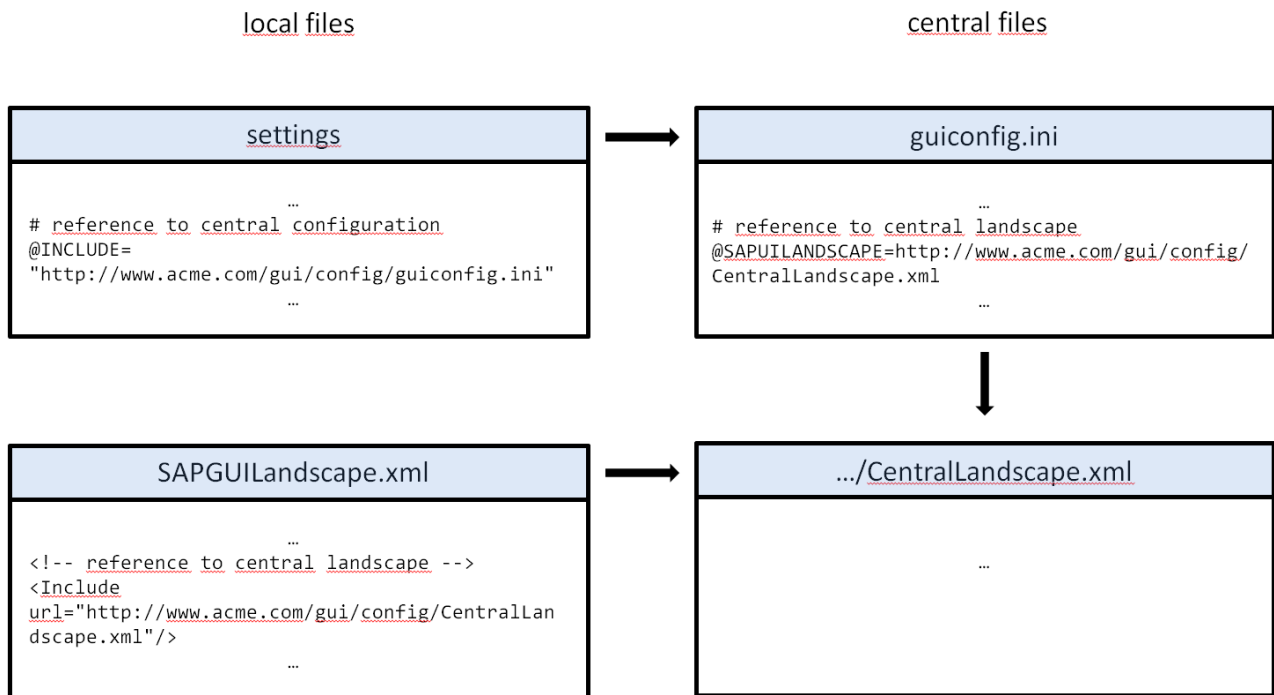 local files
central files
settings
…
# reference to central configuration
@INCLUDE=
"http://www.acme.com/gui/config/guiconfig.ini"
…
guiconfig.ini
…
# reference to central landscape
@SAPUILANDSCAPE=http://www.acme.com/gui/config/
CentralLandscape.xml
…
SAPGUILandscape.xml
…
<!-- reference to central landscape -->
<Include
url="http://www.acme.com/gui/config/CentralLan
dscape.xml"/>
…
…/CentralLandscape.xml
…